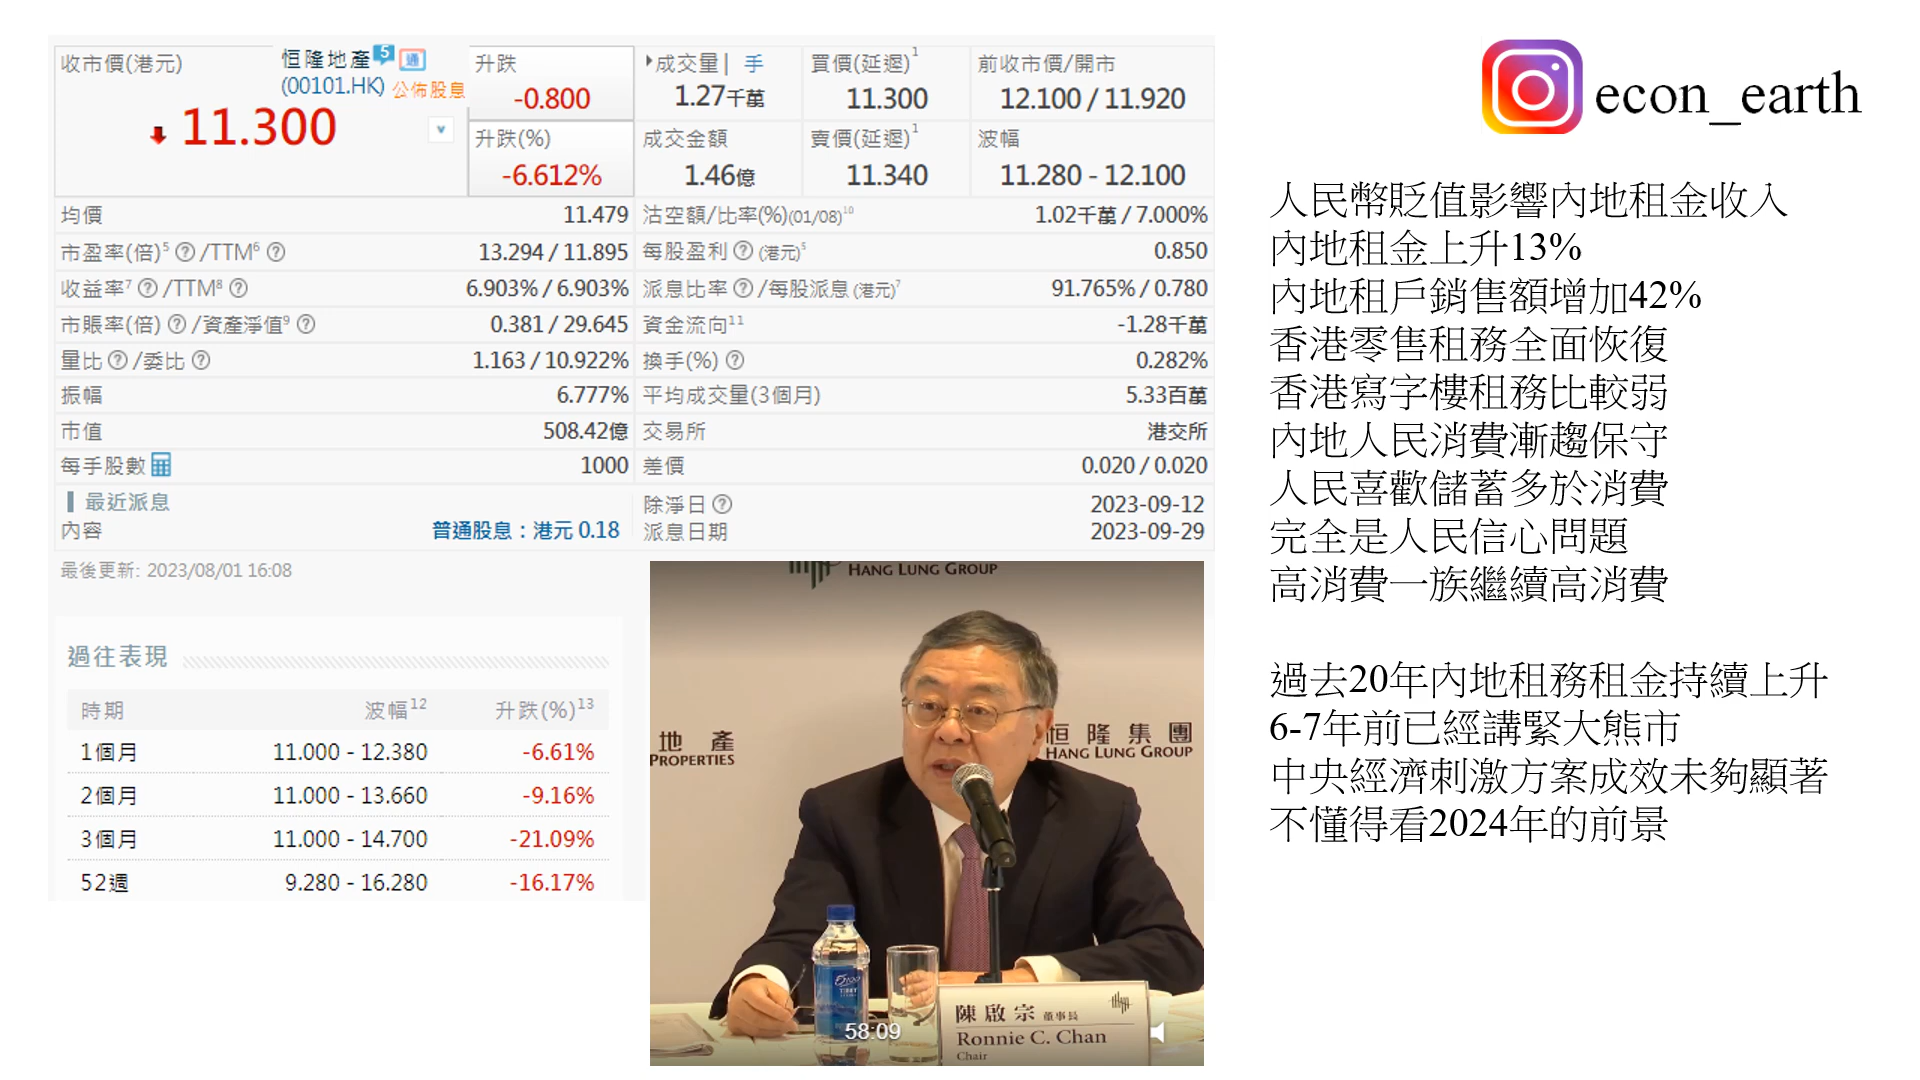 收市價(港元)
恒隆地產 5 通
(00101.HK) 公佈股息
11.300
升跌
-0.800
升跌(%)
-6.612%
成交量| 手
1.27千萬
買價(延遲)1
11.300
前收市價/開市
12.100 / 11.920
成交金額
1.46億
賣價(延遲)1
11.340
波幅
11.280 - 12.100
均價 11.479
沽空額/比率(%)(01/08)10 1.02千萬 / 7.000%
市盈率(倍)5 ? /TTM6 ? 13.294 / 11.895
每股盈利 ? (港元)5 0.850
收益率7 ? /TTM8 ? 6.903% / 6.903%
派息比率 ? /每股派息 (港元)7 91.765% / 0.780
市賬率(倍) ? /資產淨值9 ? 0.381 / 29.645
資金流向11 -1.28千萬
量比 ? /委比 ? 1.163 / 10.922%
換手(%) ? 0.282%
振幅 6.777%
平均成交量(3個月) 5.33百萬
市值 508.42億
交易所 港交所
每手股數 1000
差價 0.020 / 0.020
最近派息
內容 普通股息：港元 0.18
除淨日 ? 2023-09-12
派息日期 2023-09-29
最後更新: 2023/08/01 16:08
過往表現
時期 波幅12 升跌(%)13
1個月 11.000 - 12.380 -6.61%
2個月 11.000 - 13.660 -9.16%
3個月 11.000 - 14.700 -21.09%
52週 9.280 - 16.280 -16.17%
HANG LUNG GROUP
地 產
PROPERTIES
恒 隆 集 團
HANG LUNG GROUP
5100
58:09
陳啟宗 董事長
Ronnie C. Chan
Chair
econ_earth
人民幣貶值影響內地租金收入
內地租金上升13%
內地租戶銷售額增加42%
香港零售租務全面恢復
香港寫字樓租務比較弱
內地人民消費漸趨保守
人民喜歡儲蓄多於消費
完全是人民信心問題
高消費一族繼續高消費
過去20年內地租務租金持續上升
6-7年前已經講緊大熊市
中央經濟刺激方案成效未夠顯著
不懂得看2024年的前景